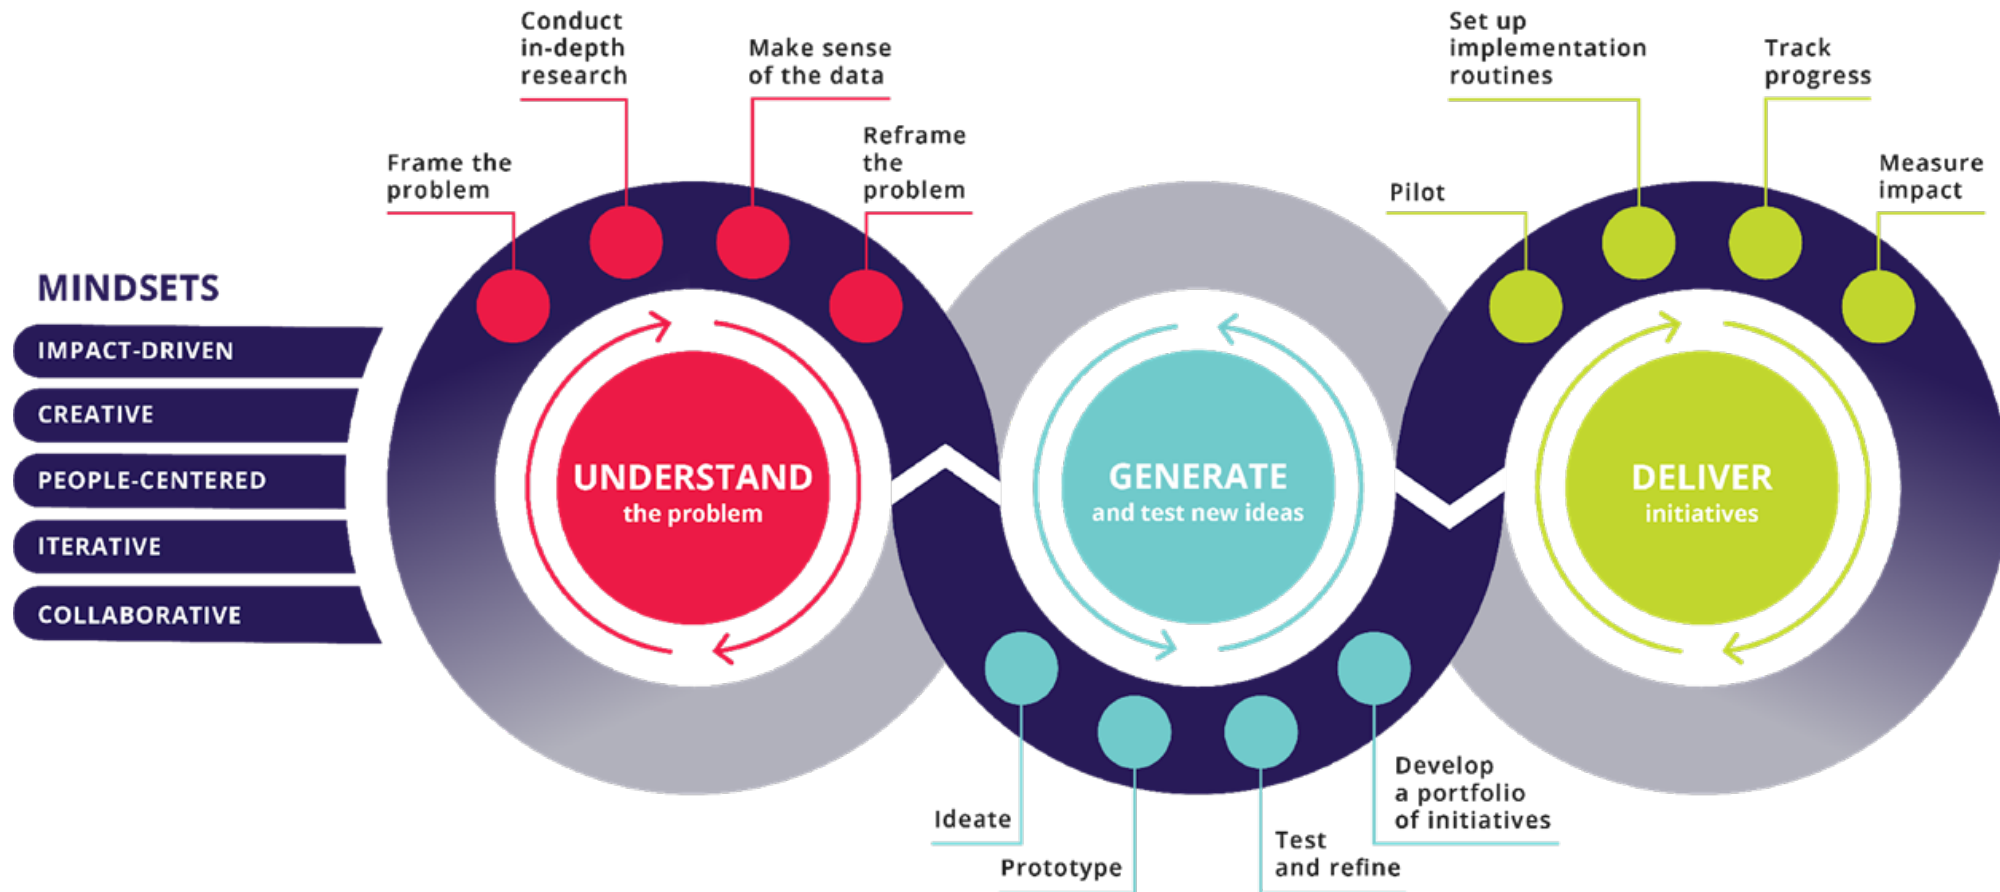 MINDSETS
IMPACT-DRIVEN
CREATIVE
PEOPLE-CENTERED
ITERATIVE
COLLABORATIVE
Frame the
problem
Conduct
in-depth
research
Make sense
of the data
Reframe
the
problem
UNDERSTAND
the problem
GENERATE
and test new ideas
Ideate
Prototype
Test
and refine
Develop
a portfolio
of initiatives
Pilot
Set up
implementation
routines
Track
progress
Measure
impact
DELIVER
initiatives